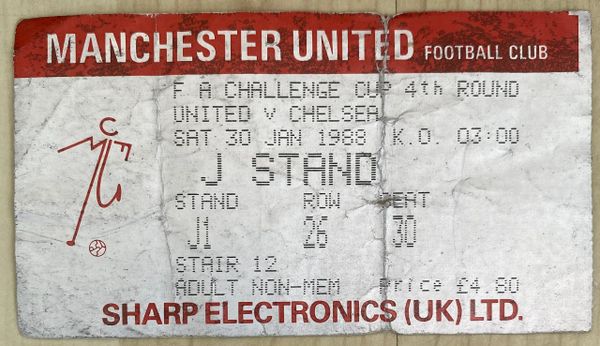 MANCHESTER UNITED FOOTBALL CLUB
F A CHALLENGE CUP 4th ROUND
UNITED V CHELSEA
SAT 30 JAN 1988 K.O. 03:00
J STAND
STAND ROW SEAT
J1 26 30
STAIR 12
ADULT NON-MEM Price £4.80
SHARP ELECTRONICS (UK) LTD.